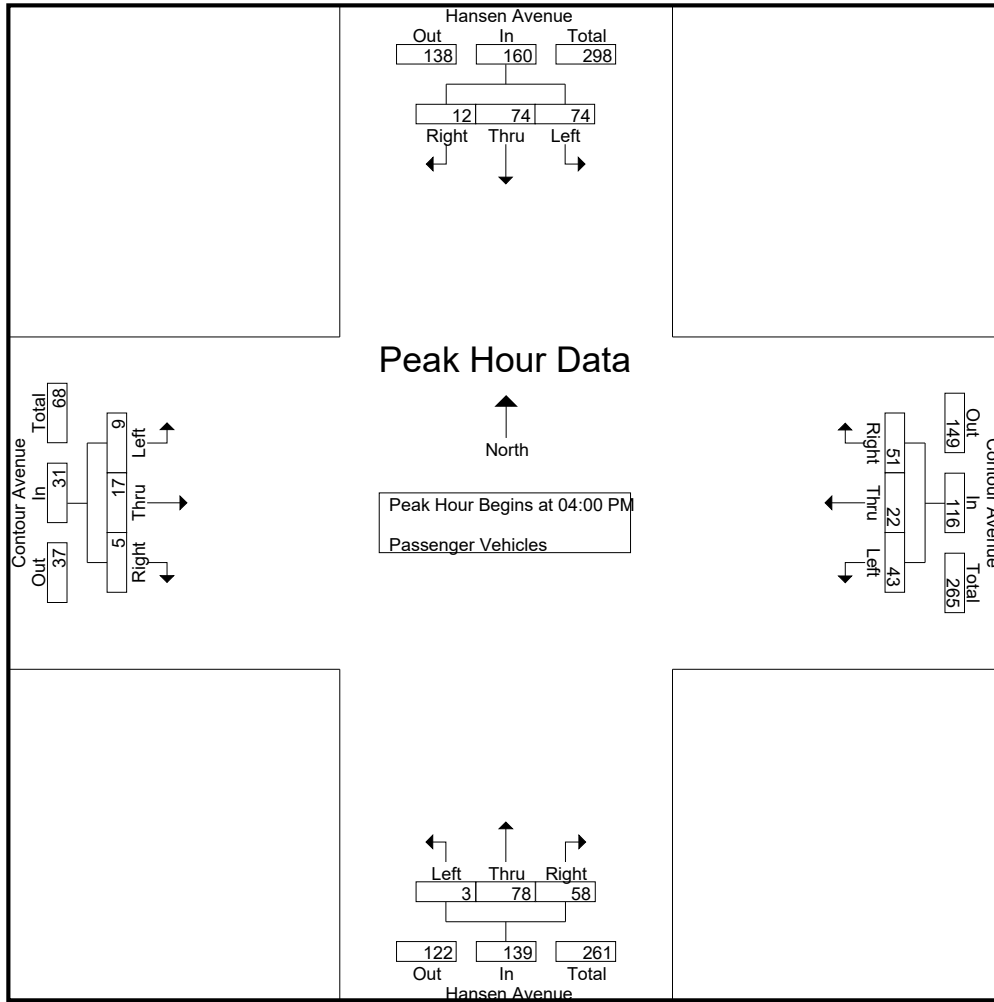 Hansen Avenue
Out In Total
138 160 298
12 74 74
Right Thru Left
Peak Hour Data
North
Peak Hour Begins at 04:00 PM
Passenger Vehicles
Contour Avenue
Out In Total
37 31 68
Left Thru Right
9 17 5
Right Thru Left
51 22 43
Out In Total
149 116 265
Contour Avenue
Left Thru Right
3 78 58
122 139 261
Out In Total
Hansen Avenue